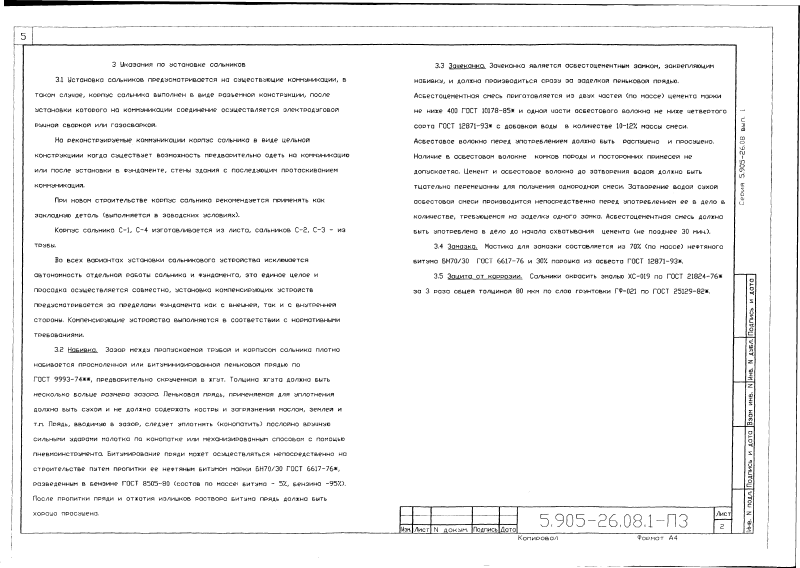 5
3 Указания по установке сальников
3.1 Установка сальников предусматривается на существующие коммуникации, в
таком случае, корпус сальника выполнен в виде разъемной конструкции, после
установки которого на коммуникации соединение осуществляется электродуговой
ручной сваркой или газосваркой.
На реконструируемые коммуникации корпус сальника в виде цельной
конструкции когда существует возможность предварительно одеть на коммуникацию
или после установки в фундаменте, стены здания с последующим протаскиванием
коммуникации.
При новом строительстве корпус сальника рекомендуется применять как
закладную деталь (выполняется в заводских условиях).
Корпус сальника С-1, С-4 изготавливается из листа, сальников С-2, С-3 - из
трубы.
Во всех вариантах установки сальникового устройства исключается
автономность отдельной работы сальника и фундамента, это единое целое и
просадка осуществляется совместно, установка компенсирующих устройств
предусматривается за пределами фундамента как с внешней, так и с внутренней
стороны. Компенсирующие устройства выполняются в соответствии с нормативными
требованиями.
3.2 Набивка. Зазор между пропускаемой трубой и корпусом сальника плотно
набивается просмоленной или битуминизированной пеньковой прядью по
ГОСТ 9993-74**, предварительно скрученной в жгут. Толщина жгута должна быть
несколько больше размера зазора. Пеньковая прядь, применяемая для уплотнения
должна быть сухой и не должна содержать костры и загрязнений маслом, землей и
т.п. Прядь, вводимую в зазор, следует уплотнять (конопатить) послойно вручную
сильными ударами молотка по конопатке или механизированным способом с помощью
пневмоинструмента. Битумирование пряди может осуществляться непосредственно на
строительстве путем пропитки ее нефтяным битумом марки БН70/30 ГОСТ 6617-76*,
разведенным в бензине ГОСТ 8505-80 (состав по массе: битума - 5%, бензина -95%).
После пропитки пряди и отжатия излишков раствора битума прядь должна быть
хорошо просушена.
3.3 Зачеканка. Зачеканка является асбестоцементным замком, закрепляющим
набивку, и должна производиться сразу за заделкой пеньковой прядью.
Асбестоцементная смесь приготовляется из двух частей (по массе) цемента марки
не ниже 400 ГОСТ 10178-85* и одной части асбестового волокна не ниже четвертого
сорта ГОСТ 12871-93* с добавкой воды в количестве 10-12% массы смеси.
Асбестовое волокно перед употреблением должно быть распушено и просушено.
Наличие в асбестовом волокне комков породы и посторонних примесей не
допускается. Цемент и асбестовое волокно до затворения водой должно быть
тщательно перемешаны для получения однородной смеси. Затворение водой сухой
асбестовой смеси производится непосредственно перед употреблением ее в дело в
количестве, требующемся на заделку одного замка. Асбестоцементная смесь должна
быть употреблена в дело до начала схватывания цемента (не позднее 30 мин.).
3.4 Замазка. Мастика для замазки составляется из 70% (по массе) нефтяного
битума БН70/30 ГОСТ 6617-76 и 30% порошка из асбеста ГОСТ 12871-93*.
3.5 Защита от коррозии. Сальники окрасить эмалью ХС-019 по ГОСТ 21824-76*
за 3 раза общей толщиной 80 мкм по слою грунтовки ГФ-021 по ГОСТ 25129-82*.
Серия 5.905-26.08 вып. 1
Инв. N подл.
Подпись и дата
Взам инв. N
Инв. N дубл.
Подпись и дата
Изм.
Лист
N докум.
Подпись
Дата
5.905-26.08.1-ПЗ
Лист
2
Копировал
Формат А4